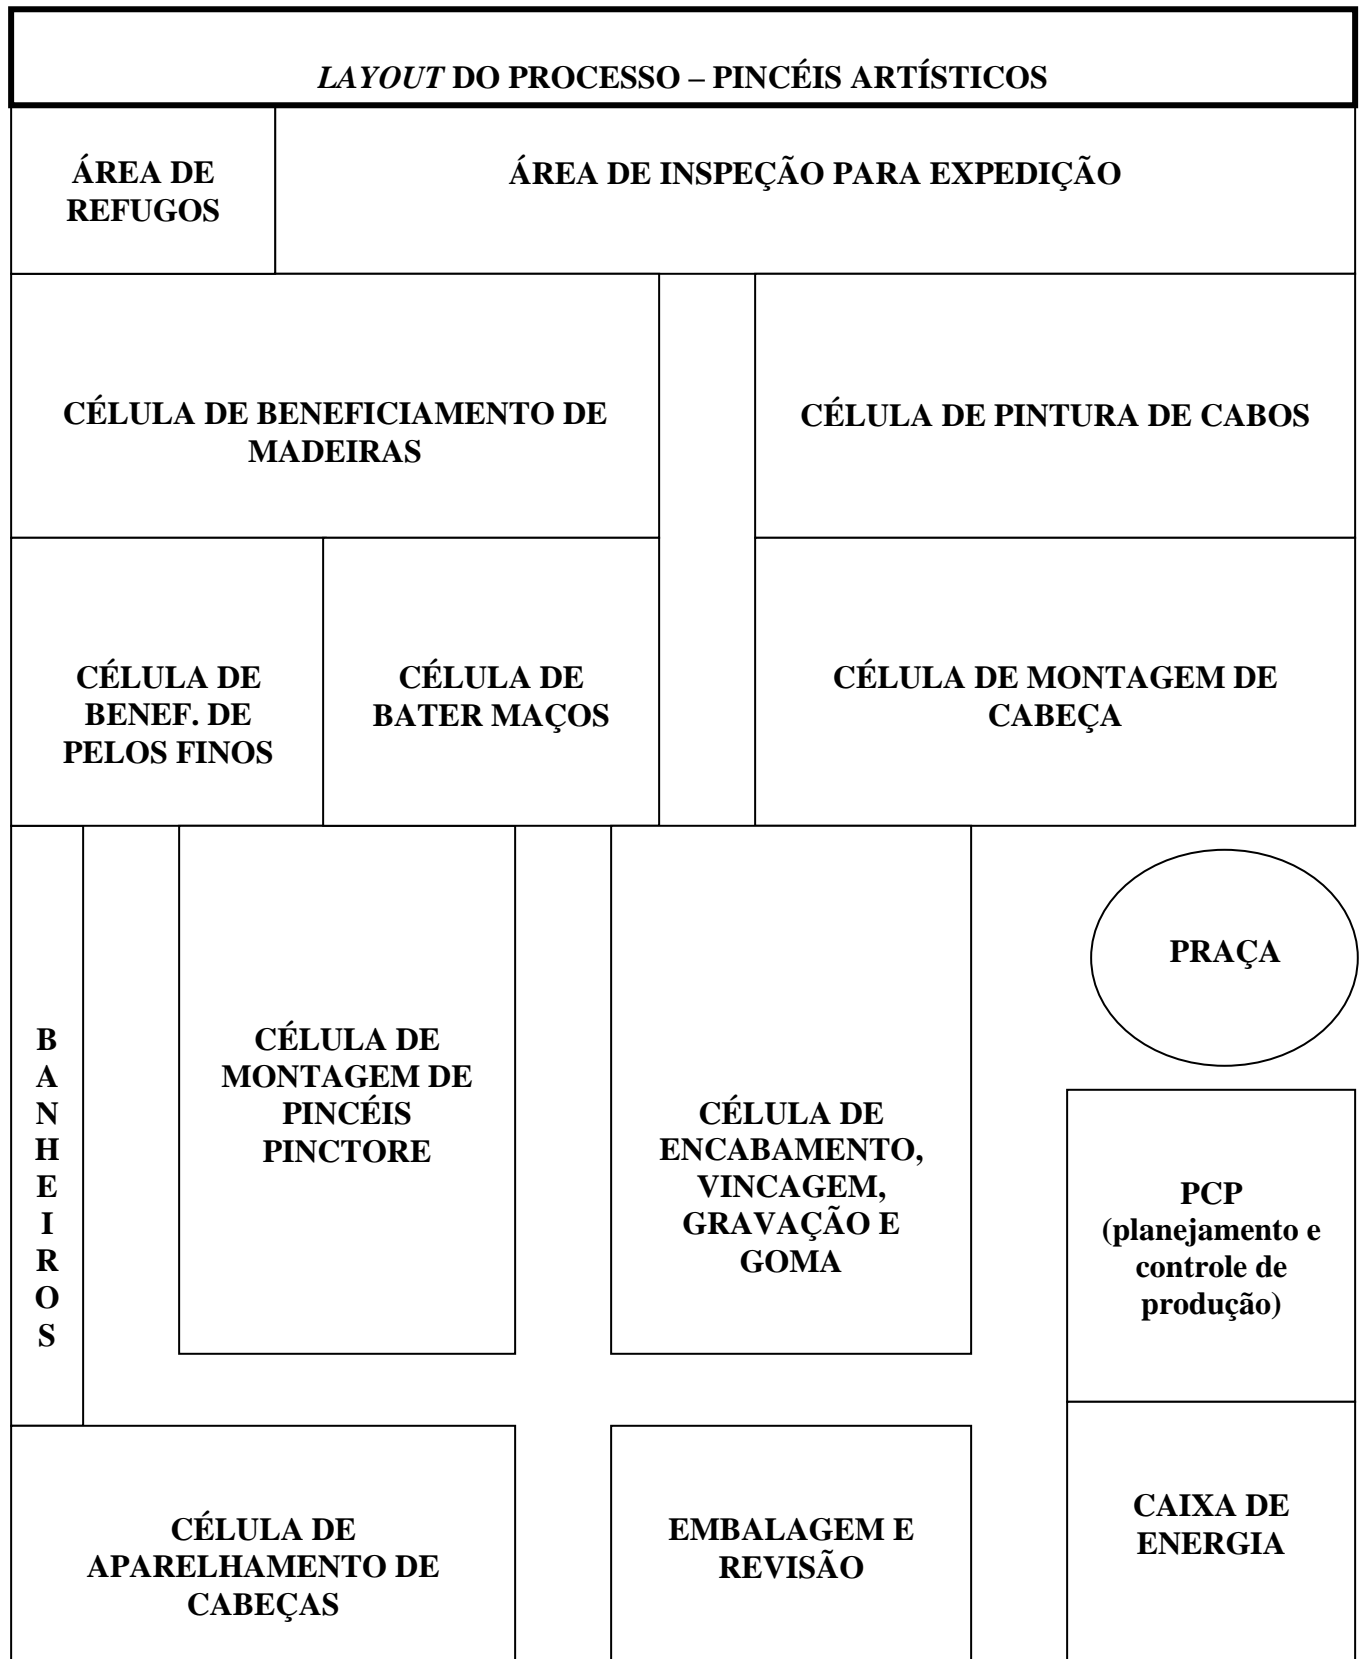 LAYOUT DO PROCESSO – PINCÉIS ARTÍSTICOS
ÁREA DE
REFUGOS
ÁREA DE INSPEÇÃO PARA EXPEDIÇÃO
CÉLULA DE BENEFICIAMENTO DE
MADEIRAS
CÉLULA DE PINTURA DE CABOS
CÉLULA DE
BENEF. DE
PELOS FINOS
CÉLULA DE
BATER MAÇOS
CÉLULA DE MONTAGEM DE
CABEÇA
B
A
N
H
E
I
R
O
S
CÉLULA DE
MONTAGEM DE
PINCÉIS
PINCTORE
CÉLULA DE
ENCABAMENTO,
VINCAGEM,
GRAVAÇÃO E
GOMA
PRAÇA
PCP
(planejamento e
controle de
produção)
CÉLULA DE
APARELHAMENTO DE
CABEÇAS
EMBALAGEM E
REVISÃO
CAIXA DE
ENERGIA